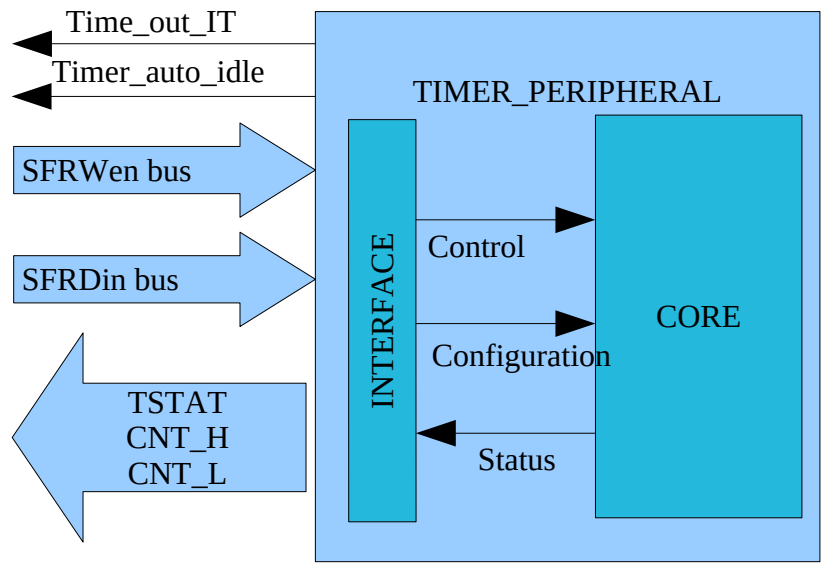 Time_out_IT
Timer_auto_idle
TIMER_PERIPHERAL
SFRWen bus
SFRDin bus
TSTAT
CNT_H
CNT_L
INTERFACE
Control
Configuration
Status
CORE